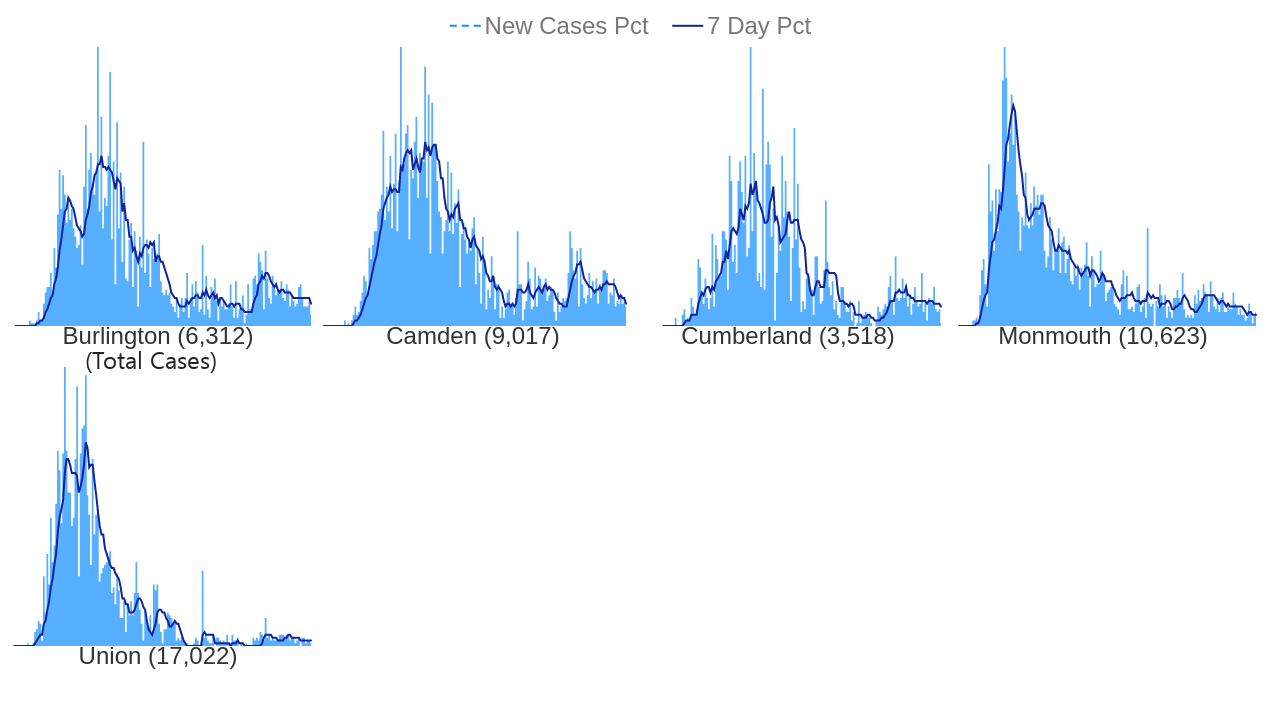 New Cases Pct 7 Day Pct
Burlington (6,312) Camden (9,017) Cumberland (3,518) Monmouth (10,623)
(Total Cases)
Union (17,022)